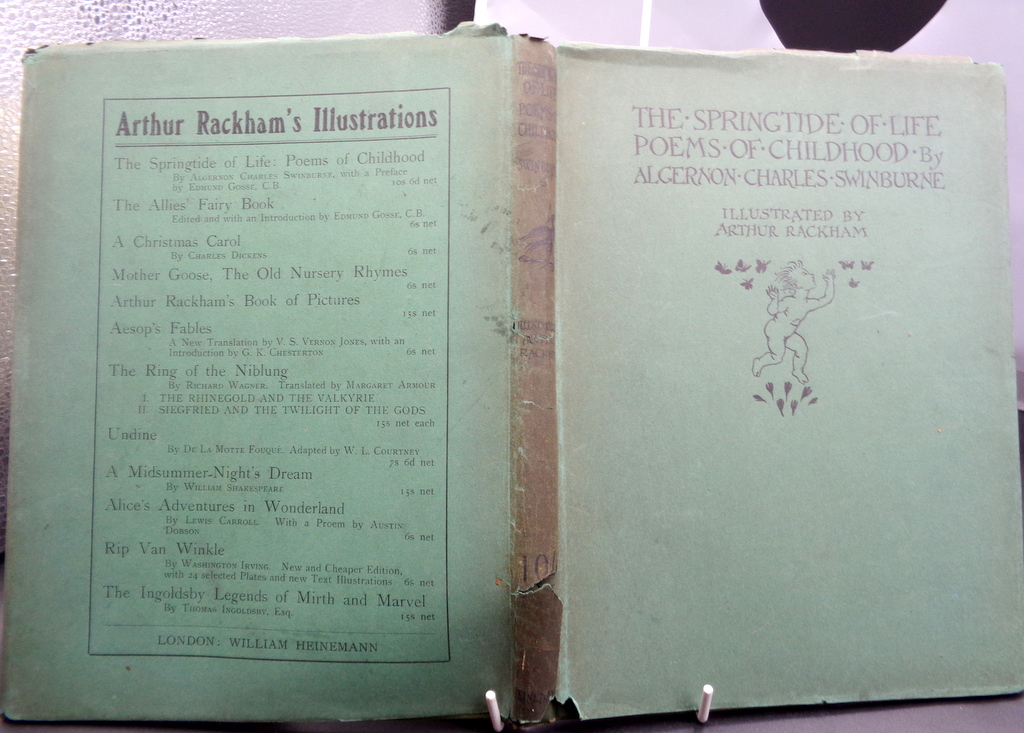 Arthur Rackham's Illustrations
The Springtide of Life: Poems of Childhood
By Algernon Charles Swinburne, with a Preface
by Edmund Gosse, C.B. 10s 6d net
The Allies' Fairy Book
Edited and with an Introduction by Edmund Gosse, C.B.
6s net
A Christmas Carol
By Charles Dickens 6s net
Mother Goose, The Old Nursery Rhymes
6s net
Arthur Rackham's Book of Pictures
15s net
Aesop's Fables
A New Translation by V. S. Vernon Jones, with an
Introduction by G. K. Chesterton 6s net
The Ring of the Niblung
By Richard Wagner. Translated by Margaret Armour
I. THE RHINEGOLD AND THE VALKYRIE
II. SIEGFRIED AND THE TWILIGHT OF THE GODS
15s net each
Undine
By De La Motte Fouque. Adapted by W. L. Courtney
7s 6d net
A Midsummer-Night's Dream
By William Shakespeare 15s net
Alice's Adventures in Wonderland
By Lewis Carroll. With a Proem by Austin
Dobson 6s net
Rip Van Winkle
By Washington Irving. New and Cheaper Edition,
with 24 selected Plates and new Text Illustrations 6s net
The Ingoldsby Legends of Mirth and Marvel
By Thomas Ingoldsby, Esq. 15s net
LONDON: WILLIAM HEINEMANN
OF LIFE
10/
THE·SPRINGTIDE·OF·LIFE
POEMS·OF·CHILDHOOD·By
ALGERNON·CHARLES·SWINBURNE
ILLUSTRATED BY
ARTHUR RACKHAM